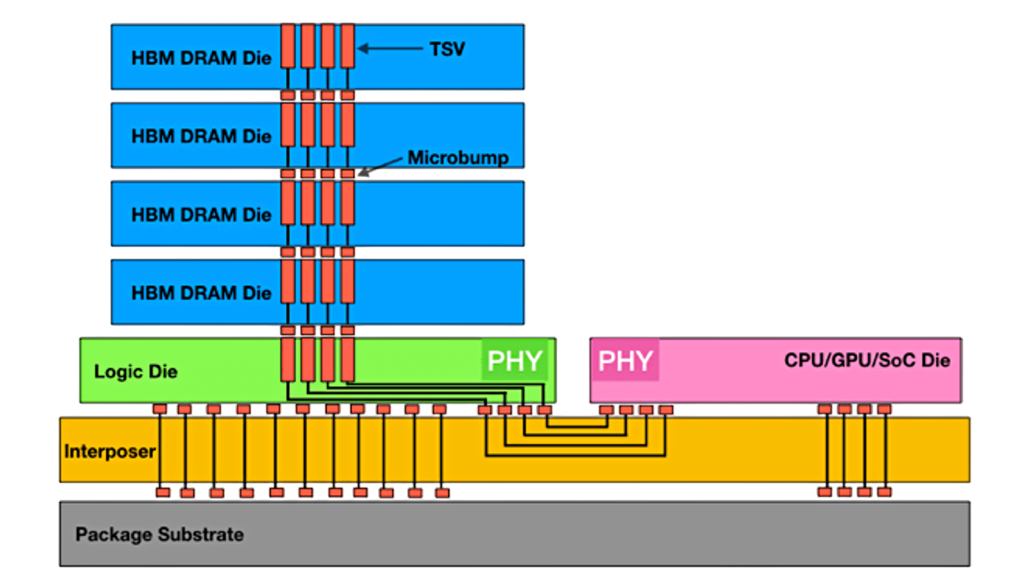 HBM DRAM Die
TSV
HBM DRAM Die
Microbump
HBM DRAM Die
HBM DRAM Die
Logic Die
PHY
PHY
CPU/GPU/SoC Die
Interposer
Package Substrate